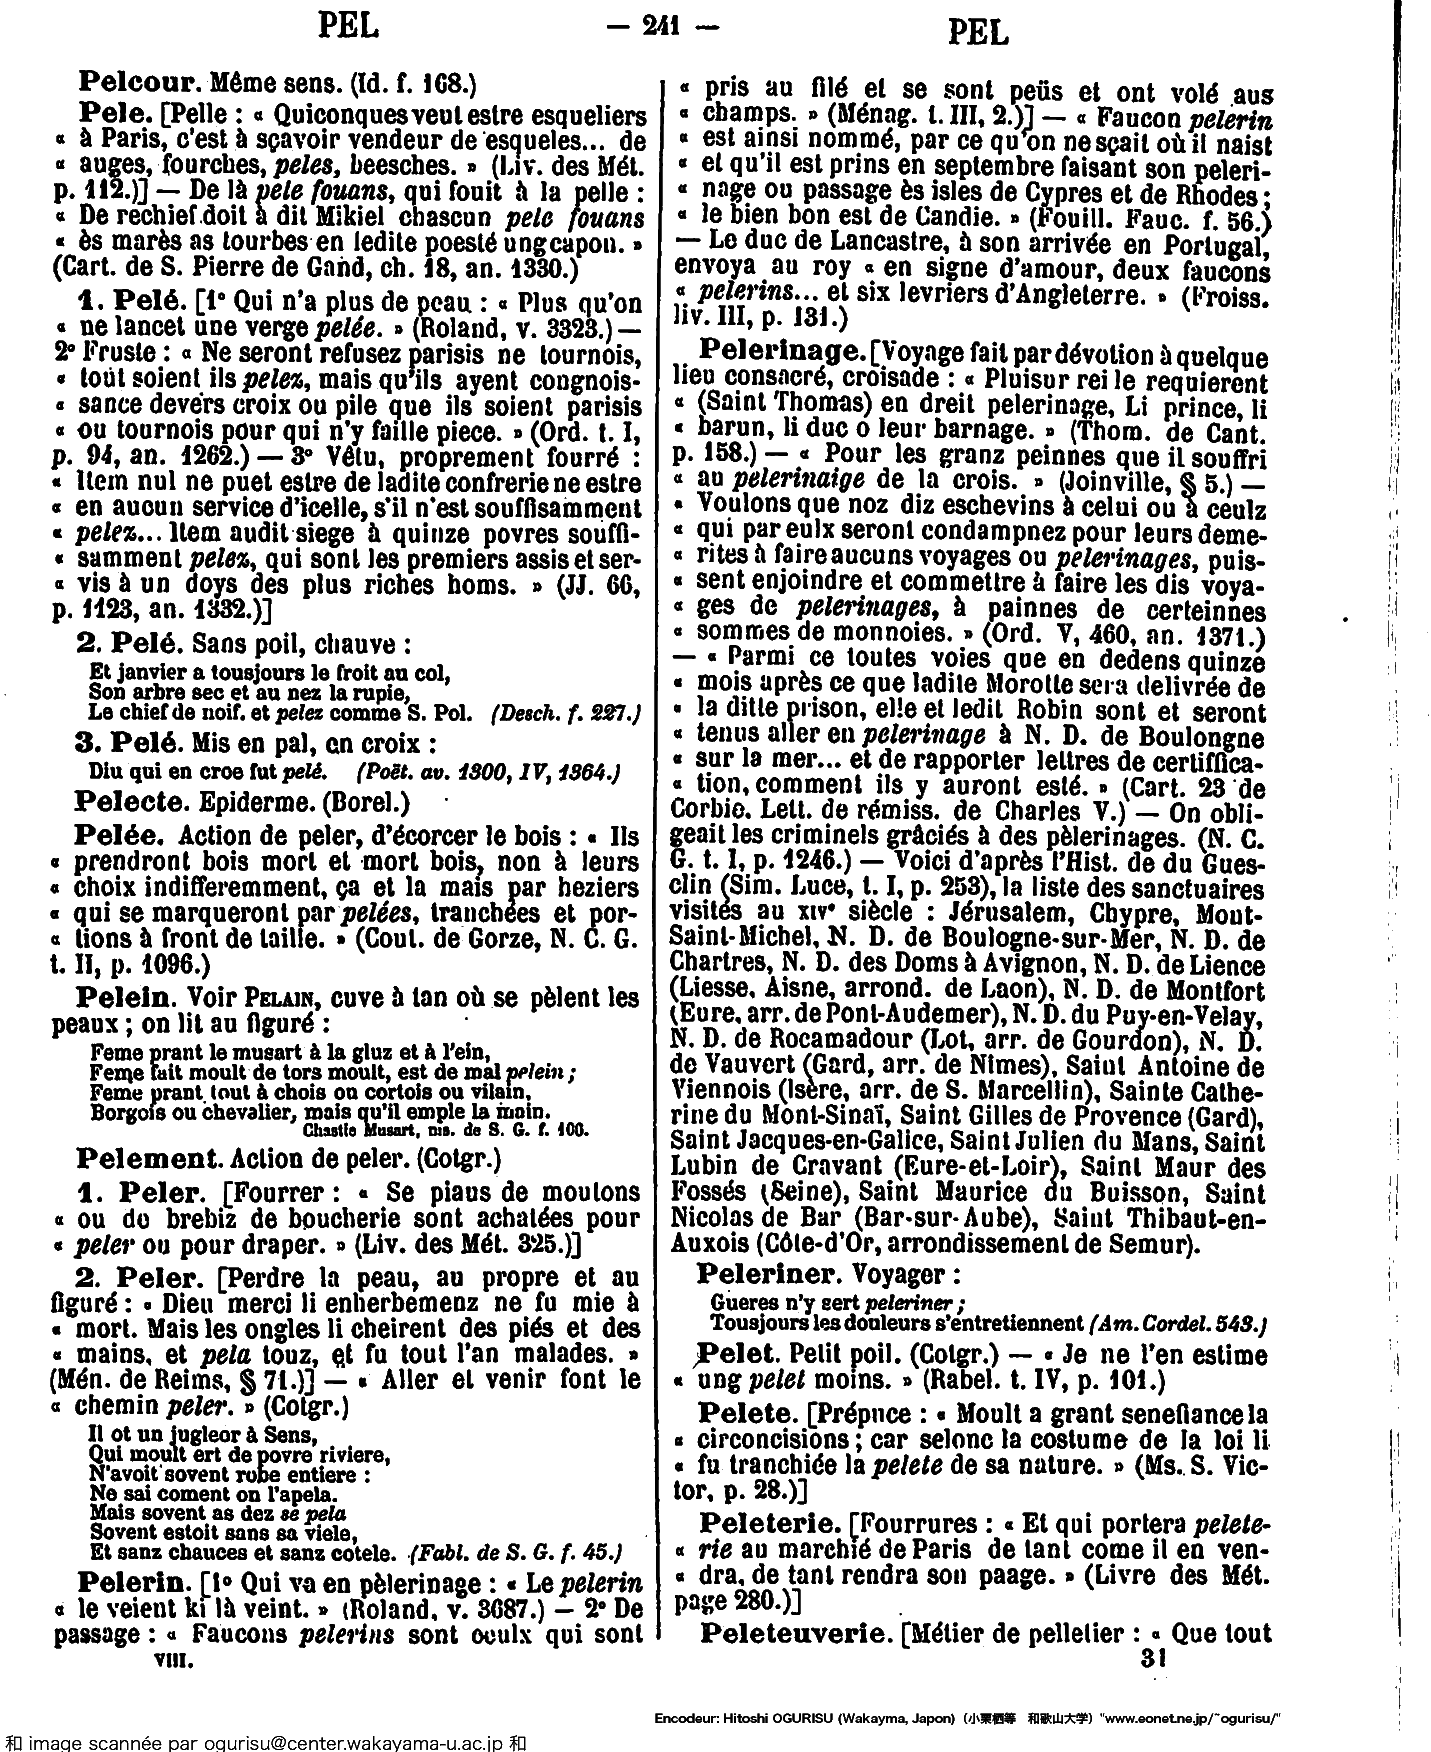 PEL — 241 — PEL
Pelcour. Même sens. (Id. f. 168.)
Pele. [Pelle : « Quiconques veut estre esqueliers
« à Paris, c'est à sçavoir vendeur de esqueles... de
« auges, fourches, peles, beesches. » (Liv. des Mét.
p. 112.)] — De là pele fouans, qui fouit à la pelle :
« De rechief doit à dit Mikiel chascun pele fouans
« ès marès as tourbes en ledite poesté ung capon. »
(Cart. de S. Pierre de Gand, ch. 18, an. 1330.)
1. Pelé. [1° Qui n'a plus de peau : « Plus qu'on
« ne lancet une verge pelée. » (Roland, v. 3323.) —
2° Fruste : « Ne seront refusez parisis ne tournois,
« tout soient ils pelez, mais qu'ils ayent congnois-
« sance devers croix ou pile que ils soient parisis
« ou tournois pour qui n'y faille piece. » (Ord. t. I,
p. 94, an. 1262.) — 3° Vêtu, proprement fourré :
« Item nul ne puet estre de ladite confrerie ne estre
« en aucun service d'icelle, s'il n'est souffisamment
« pelez... Item audit siege à quinze povres souffi-
« samment pelez, qui sont les premiers assis et ser-
« vis à un doys des plus riches homs. » (JJ. 66,
p. 1123, an. 1332.)]
2. Pelé. Sans poil, chauve :
Et janvier a tousjours le froit au col,
Son arbre sec et au nez la rupie,
Le chief de noif. et pelez comme S. Pol. (Desch. f. 227.)
3. Pelé. Mis en pal, en croix :
Diu qui en croe fut pelé. (Poët. av. 1300, IV, 1364.)
Pelecte. Epiderme. (Borel.)
Pelée. Action de peler, d'écorcer le bois : « Ils
« prendront bois mort et mort bois, non à leurs
« choix indifferemment, ça et la mais par heziers
« qui se marqueront par pelées, tranchées et por-
« tions à front de taille. » (Cout. de Gorze, N. C. G.
t. II, p. 1096.)
Pelein. Voir PELAIN, cuve à tan où se pèlent les
peaux ; on lit au figuré :
Feme prant le musart à la gluz et à l'ein,
Feme fait moult de tors moult, est de mal pelein ;
Feme prant tout à chois ou cortois ou vilain,
Borgois ou chevalier, mais qu'il emple la main.
Chastie Musart, ms. de S. G. f. 100.
Pelement. Action de peler. (Cotgr.)
1. Peler. [Fourrer : « Se piaus de moutons
« ou de brebiz de boucherie sont achatées pour
« peler ou pour draper. » (Liv. des Mét. 325.)]
2. Peler. [Perdre la peau, au propre et au
figuré : « Dieu merci li enherbemenz ne fu mie à
« mort. Mais les ongles li cheirent des piés et des
« mains, et pela touz, et fu tout l'an malades. »
(Mén. de Reims, § 71.)] — « Aller et venir font le
« chemin peler. » (Cotgr.)
Il ot un jugleor à Sens,
Qui moult ert de povre riviere,
N'avoit sovent robe entiere :
Ne sai coment on l'apela.
Mais sovent as dez se pela
Sovent estoit sans sa viele,
Et sanz chauces et sanz cotele. (Fabl. de S. G. f. 45.)
Pelerin. [1° Qui va en pèlerinage : « Le pelerin
« le veient ki là veint. » (Roland, v. 3687.) — 2° De
passage : « Faucons pelerins sont ceulx qui sont
VIII.
« pris au filé et se sont peüs et ont volé aus
« champs. » (Ménag. t. III, 2.)] — « Faucon pelerin
« est ainsi nommé, par ce qu'on ne sçait où il naist
« et qu'il est prins en septembre faisant son peleri-
« nage ou passage ès isles de Cypres et de Rhodes ;
« le bien bon est de Candie. » (Fouill. Fauc. f. 56.)
— Le duc de Lancastre, à son arrivée en Portugal,
envoya au roy « en signe d'amour, deux faucons
« pelerins... et six levriers d'Angleterre. » (Froiss.
liv. III, p. 131.)
Pelerinage. [Voyage fait par dévotion à quelque
lieu consacré, croisade : « Pluisur rei le requierent
« (Saint Thomas) en dreit pelerinage, Li prince, li
« barun, li duc o leur barnage. » (Thom. de Cant.
p. 158.) — « Pour les granz peinnes que il souffri
« au pelerinaige de la crois. » (Joinville, § 5.) —
« Voulons que noz diz eschevins à celui ou à ceulz
« qui par eulx seront condampnez pour leurs deme-
« rites à faire aucuns voyages ou pelerinages, puis-
« sent enjoindre et commettre à faire les dis voya-
« ges de pelerinages, à painnes de certeinnes
« sommes de monnoies. » (Ord. V, 460, an. 1371.)
— « Parmi ce toutes voies que en dedens quinze
« mois après ce que ladite Morotte sera delivrée de
« la ditte prison, elle et ledit Robin sont et seront
« tenus aller en pelerinage à N. D. de Boulongne
« sur la mer... et de rapporter lettres de certiffica-
« tion, comment ils y auront esté. » (Cart. 23 de
Corbie. Lett. de rémiss. de Charles V.) — On obli-
geait les criminels grâciés à des pèlerinages. (N. C.
G. t. I, p. 1246.) — Voici d'après l'Hist. de du Gues-
clin (Sim. Luce, t. I, p. 253), la liste des sanctuaires
visités au XIVe siècle : Jérusalem, Chypre, Mont-
Saint-Michel, N. D. de Boulogne-sur-Mer, N. D. de
Chartres, N. D. des Doms à Avignon, N. D. de Lience
(Liesse, Aisne, arrond. de Laon), N. D. de Montfort
(Eure, arr. de Pont-Audemer), N. D. du Puy-en-Velay,
N. D. de Rocamadour (Lot, arr. de Gourdon), N. D.
de Vauvert (Gard, arr. de Nimes), Saint Antoine de
Viennois (Isère, arr. de S. Marcellin), Sainte Cathe-
rine du Mont-Sinaï, Saint Gilles de Provence (Gard),
Saint Jacques-en-Galice, Saint Julien du Mans, Saint
Lubin de Cravant (Eure-et-Loir), Saint Maur des
Fossés (Seine), Saint Maurice du Buisson, Saint
Nicolas de Bar (Bar-sur-Aube), Saint Thibaut-en-
Auxois (Côte-d'Or, arrondissement de Semur).
Peleriner. Voyager :
Gueres n'y sert peleriner ;
Tousjours les douleurs s'entretiennent (Am. Cordel. 543.)
Pelet. Petit poil. (Cotgr.) — « Je ne l'en estime
« ung pelet moins. » (Rabel. t. IV, p. 101.)
Pelete. [Prépuce : « Moult a grant senefiance la
« circoncisions ; car selonc la costume de la loi li
« fu tranchiée la pelete de sa nature. » (Ms. S. Vic-
tor, p. 28.)]
Peleterie. [Fourrures : « Et qui portera pelete-
« rie au marchié de Paris de tant come il en ven-
« dra, de tant rendra son paage. » (Livre des Mét.
page 280.)]
Peleteuverie. [Métier de pelletier : « Que tout
31
Encodeur: Hitoshi OGURISU (Wakayma, Japon) (小栗栖等 和歌山大学) "www.eonet.ne.jp/~ogurisu/"
和 image scannée par ogurisu@center.wakayama-u.ac.jp 和